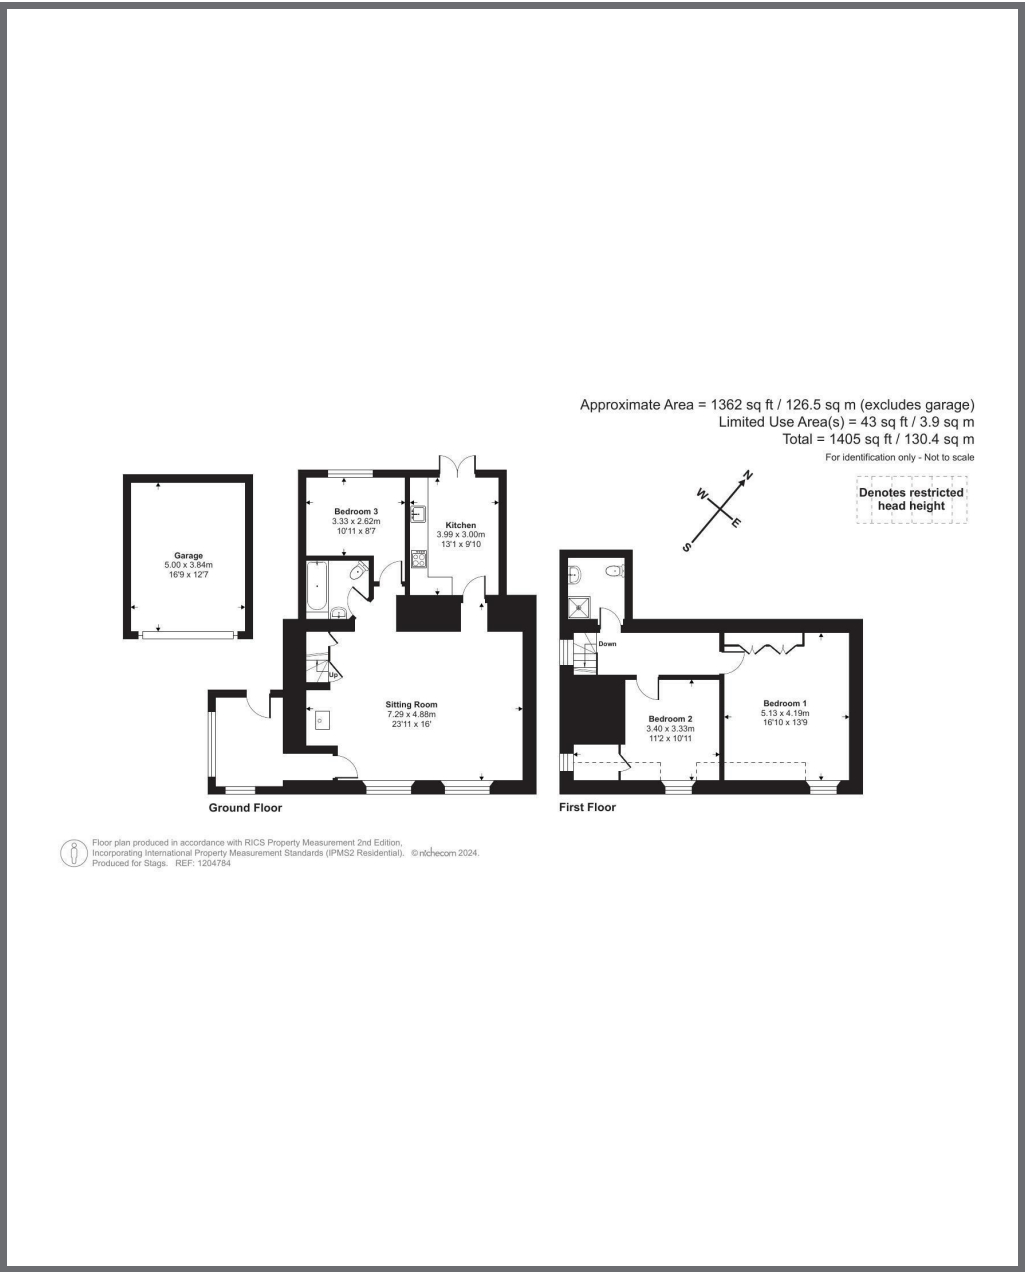 Approximate Area = 1362 sq ft / 126.5 sq m (excludes garage)
Limited Use Area(s) = 43 sq ft / 3.9 sq m
Total = 1405 sq ft / 130.4 sq m
For identification only - Not to scale
N
W
E
S
Denotes restricted
head height
Garage
5.00 x 3.84m
16'9 x 12'7
Bedroom 3
3.33 x 2.62m
10'11 x 8'7
Kitchen
3.99 x 3.00m
13'1 x 9'10
Up
Sitting Room
7.29 x 4.88m
23'11 x 16'
Ground Floor
Down
Bedroom 2
3.40 x 3.33m
11'2 x 10'11
Bedroom 1
5.13 x 4.19m
16'10 x 13'9
First Floor
Floor plan produced in accordance with RICS Property Measurement 2nd Edition,
Incorporating International Property Measurement Standards (IPMS2 Residential). © nichecom 2024.
Produced for Stags. REF: 1204784